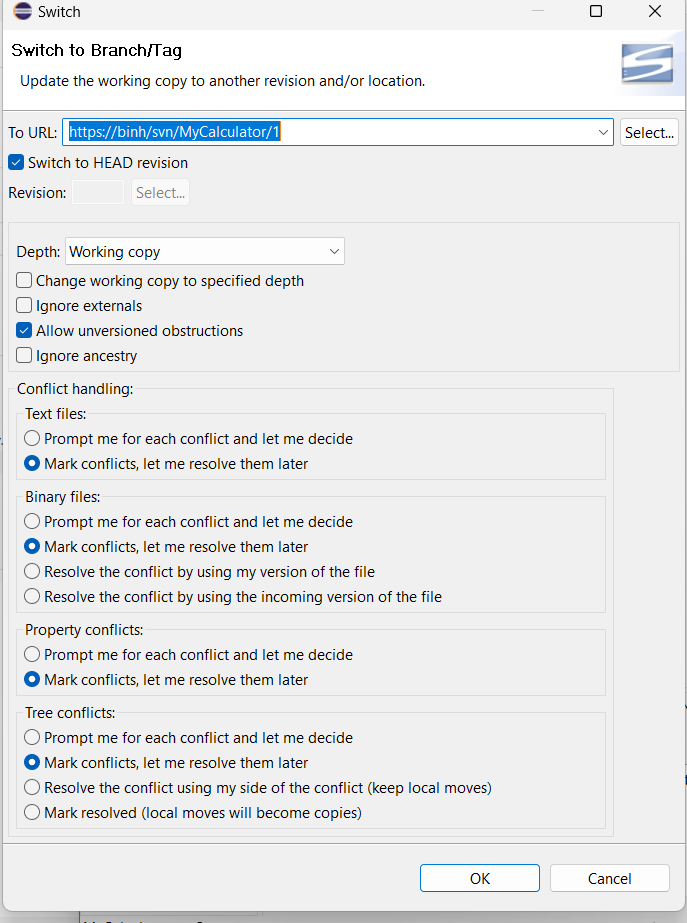 Switch
Switch to Branch/Tag
Update the working copy to another revision and/or location.
To URL: https://binh/svn/MyCalculator/1 Select...
Switch to HEAD revision
Revision: Select...
Depth: Working copy
Change working copy to specified depth
Ignore externals
Allow unversioned obstructions
Ignore ancestry
Conflict handling:
Text files:
Prompt me for each conflict and let me decide
Mark conflicts, let me resolve them later
Binary files:
Prompt me for each conflict and let me decide
Mark conflicts, let me resolve them later
Resolve the conflict by using my version of the file
Resolve the conflict by using the incoming version of the file
Property conflicts:
Prompt me for each conflict and let me decide
Mark conflicts, let me resolve them later
Tree conflicts:
Prompt me for each conflict and let me decide
Mark conflicts, let me resolve them later
Resolve the conflict using my side of the conflict (keep local moves)
Mark resolved (local moves will become copies)
OK Cancel